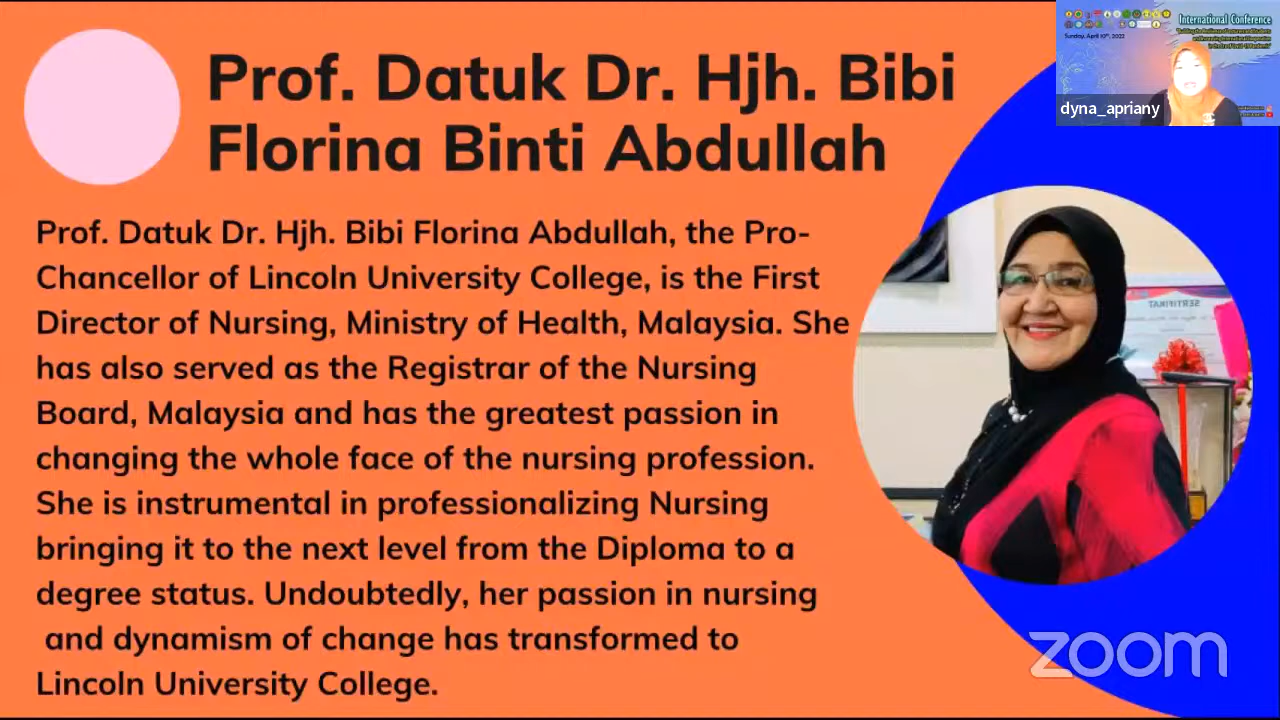 Prof. Datuk Dr. Hjh. Bibi
Florina Binti Abdullah
Prof. Datuk Dr. Hjh. Bibi Florina Abdullah, the Pro-
Chancellor of Lincoln University College, is the First
Director of Nursing, Ministry of Health, Malaysia. She
has also served as the Registrar of the Nursing
Board, Malaysia and has the greatest passion in
changing the whole face of the nursing profession.
She is instrumental in professionalizing Nursing
bringing it to the next level from the Diploma to a
degree status. Undoubtedly, her passion in nursing
and dynamism of change has transformed to
Lincoln University College.
International Conference
Sunday, April 10th, 2022
dyna_apriany
SERTIFIKAT
zoom